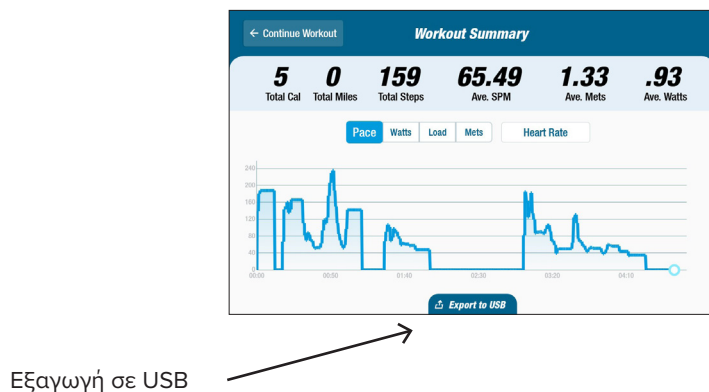 ← Continue Workout
Workout Summary
5 0 159 65.49 1.33 .93
Total Cal Total Miles Total Steps Ave. SPM Ave. Mets Ave. Watts
Pace Watts Load Mets Heart Rate
240
200
160
120
80
40
0
00:00 00:50 01:40 02:30 03:20 04:10
Export to USB
Εξαγωγή σε USB